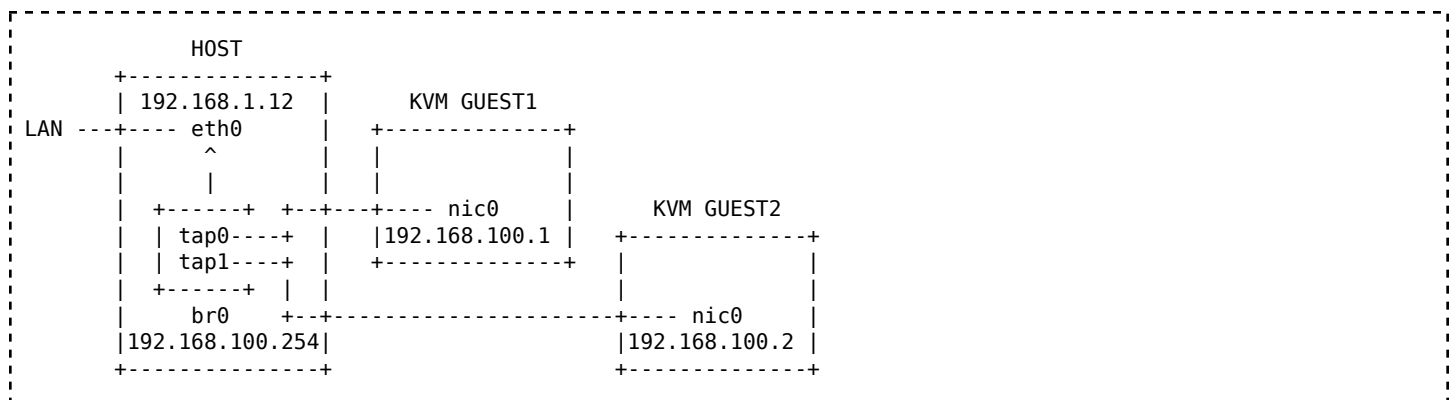 HOST
192.168.1.12 KVM GUEST1
LAN eth0
nic0 KVM GUEST2
tap0 192.168.100.1
tap1
br0 nic0
192.168.100.254 192.168.100.2